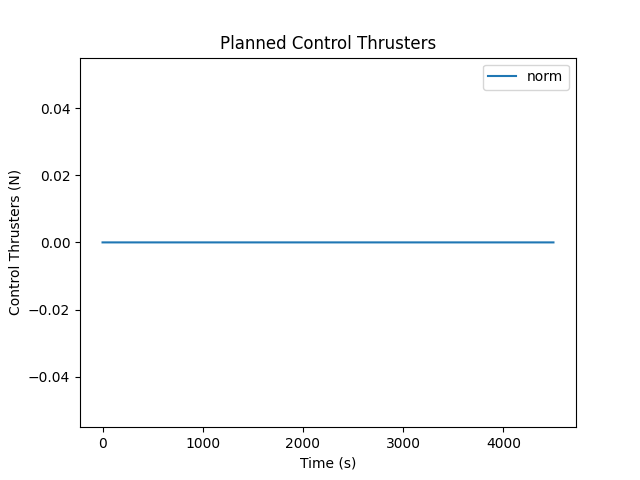 Planned Control Thrusters
norm
Control Thrusters (N)
0.04
0.02
0.00
−0.02
−0.04
0 1000 2000 3000 4000
Time (s)